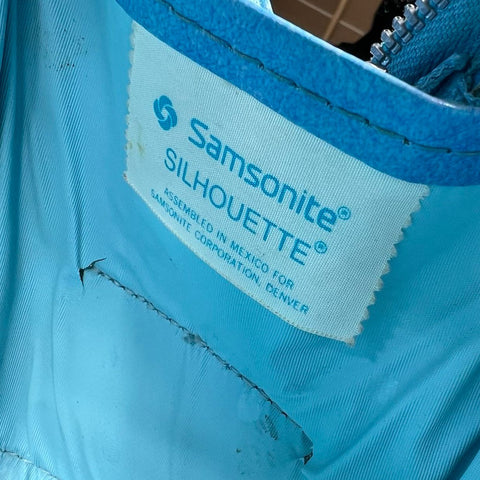 Samsonite®
SILHOUETTE®
ASSEMBLED IN MEXICO FOR
SAMSONITE CORPORATION, DENVER